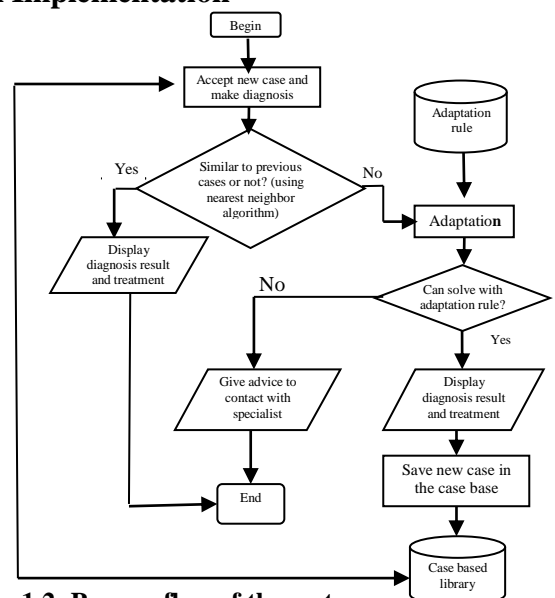 Implementation
Begin
Accept new case and
make diagnosis
Adaptation
rule
Yes
Similar to previous
cases or not? (using
nearest neighbor
algorithm)
No
Adaptation
Display
diagnosis result
and treatment
Can solve with
adaptation rule?
No
Yes
Give advice to
contact with
specialist
Display
diagnosis result
and treatment
Save new case in
the case base
End
Case based
library